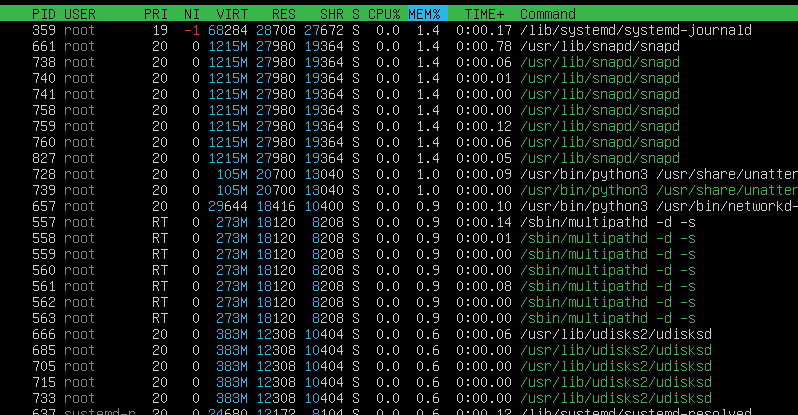 PID USER PRI NI VIRT RES SHR S CPU% MEM% TIME+ Command
359 root 19 -1 68284 28708 27672 S 0.0 1.4 0:00.17 /lib/systemd/systemd-journald
661 root 20 0 1215M 27980 19364 S 0.0 1.4 0:00.78 /usr/lib/snapd/snapd
738 root 20 0 1215M 27980 19364 S 0.0 1.4 0:00.06 /usr/lib/snapd/snapd
740 root 20 0 1215M 27980 19364 S 0.0 1.4 0:00.01 /usr/lib/snapd/snapd
741 root 20 0 1215M 27980 19364 S 0.0 1.4 0:00.00 /usr/lib/snapd/snapd
758 root 20 0 1215M 27980 19364 S 0.0 1.4 0:00.00 /usr/lib/snapd/snapd
759 root 20 0 1215M 27980 19364 S 0.0 1.4 0:00.12 /usr/lib/snapd/snapd
760 root 20 0 1215M 27980 19364 S 0.0 1.4 0:00.06 /usr/lib/snapd/snapd
827 root 20 0 1215M 27980 19364 S 0.0 1.4 0:00.05 /usr/lib/snapd/snapd
728 root 20 0 105M 20700 13040 S 0.0 1.0 0:00.09 /usr/bin/python3 /usr/share/unatten
739 root 20 0 105M 20700 13040 S 0.0 1.0 0:00.00 /usr/bin/python3 /usr/share/unatten
657 root 20 0 29644 18416 10400 S 0.0 0.9 0:00.10 /usr/bin/python3 /usr/bin/networkd-
557 root RT 0 273M 18120 8208 S 0.0 0.9 0:00.14 /sbin/multipathd -d -s
558 root RT 0 273M 18120 8208 S 0.0 0.9 0:00.01 /sbin/multipathd -d -s
559 root RT 0 273M 18120 8208 S 0.0 0.9 0:00.00 /sbin/multipathd -d -s
560 root RT 0 273M 18120 8208 S 0.0 0.9 0:00.00 /sbin/multipathd -d -s
561 root RT 0 273M 18120 8208 S 0.0 0.9 0:00.08 /sbin/multipathd -d -s
562 root RT 0 273M 18120 8208 S 0.0 0.9 0:00.00 /sbin/multipathd -d -s
563 root RT 0 273M 18120 8208 S 0.0 0.9 0:00.00 /sbin/multipathd -d -s
666 root 20 0 383M 12308 10404 S 0.0 0.6 0:00.06 /usr/lib/udisks2/udisksd
685 root 20 0 383M 12308 10404 S 0.0 0.6 0:00.00 /usr/lib/udisks2/udisksd
705 root 20 0 383M 12308 10404 S 0.0 0.6 0:00.00 /usr/lib/udisks2/udisksd
715 root 20 0 383M 12308 10404 S 0.0 0.6 0:00.00 /usr/lib/udisks2/udisksd
733 root 20 0 383M 12308 10404 S 0.0 0.6 0:00.00 /usr/lib/udisks2/udisksd
637 systemd-r 20 0 24680 12172 8104 S 0.0 0.6 0:00.12 /lib/systemd/systemd-resolved